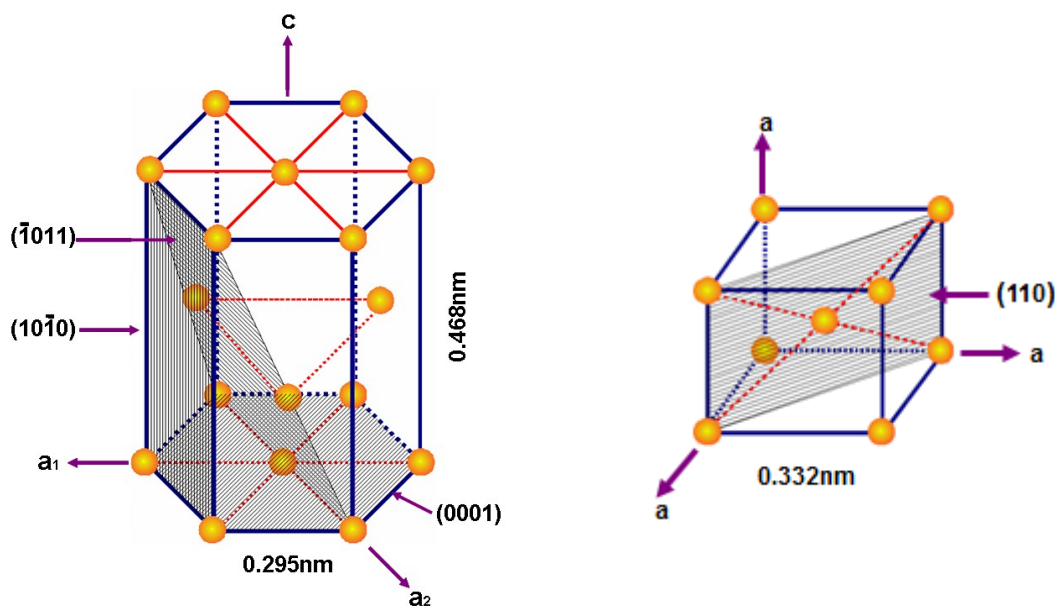 c
(1̄011)
(101̄0)
0.468nm
a₁
(0001)
0.295nm
a₂
a
(110)
a
0.332nm
a